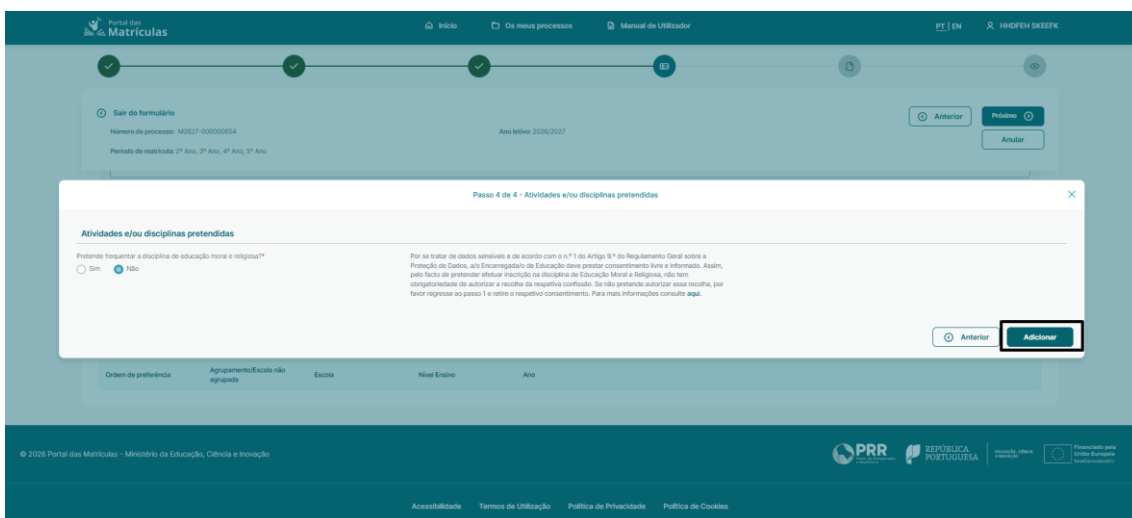 Portal das
Matrículas
Início
Os meus processos
Manual de Utilizador
PT | EN
HHDFEH SKEEFK
Sair do formulário
Número de processo: M2627-000000654
Ano letivo: 2026/2027
Período de matrícula: 2º Ano, 3º Ano, 4º Ano, 5º Ano
Anterior
Próximo
Anular
Passo 4 de 4 - Atividades e/ou disciplinas pretendidas
Atividades e/ou disciplinas pretendidas
Pretende frequentar a disciplina de educação moral e religiosa?*
Sim
Não
Por se tratar de dados sensíveis e de acordo com o n.º 1 do Artigo 9.º do Regulamento Geral sobre a
Proteção de Dados, a/o Encarregada/o de Educação deve prestar consentimento livre e informado. Assim,
pelo facto de pretender efetuar inscrição na disciplina de Educação Moral e Religiosa, não tem
obrigatoriedade de autorizar a recolha da respetiva confissão. Se não pretende autorizar essa recolha, por
favor regresse ao passo 1 e retire o respetivo consentimento. Para mais informações consulte aqui.
Anterior
Adicionar
Ordem de preferência
Agrupamento/Escola não
agrupada
Escola
Nível Ensino
Ano
© 2026 Portal das Matrículas - Ministério da Educação, Ciência e Inovação
PRR
REPÚBLICA
PORTUGUESA
Financiado pela
União Europeia
NextGenerationEU
Acessibilidade
Termos de Utilização
Política de Privacidade
Política de Cookies